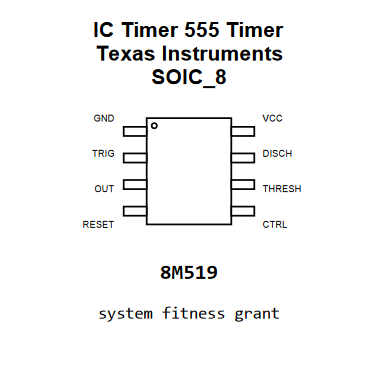 IC Timer 555 Timer
Texas Instruments
SOIC_8
GND VCC
TRIG DISCH
OUT THRESH
RESET CTRL
8M519
system fitness grant